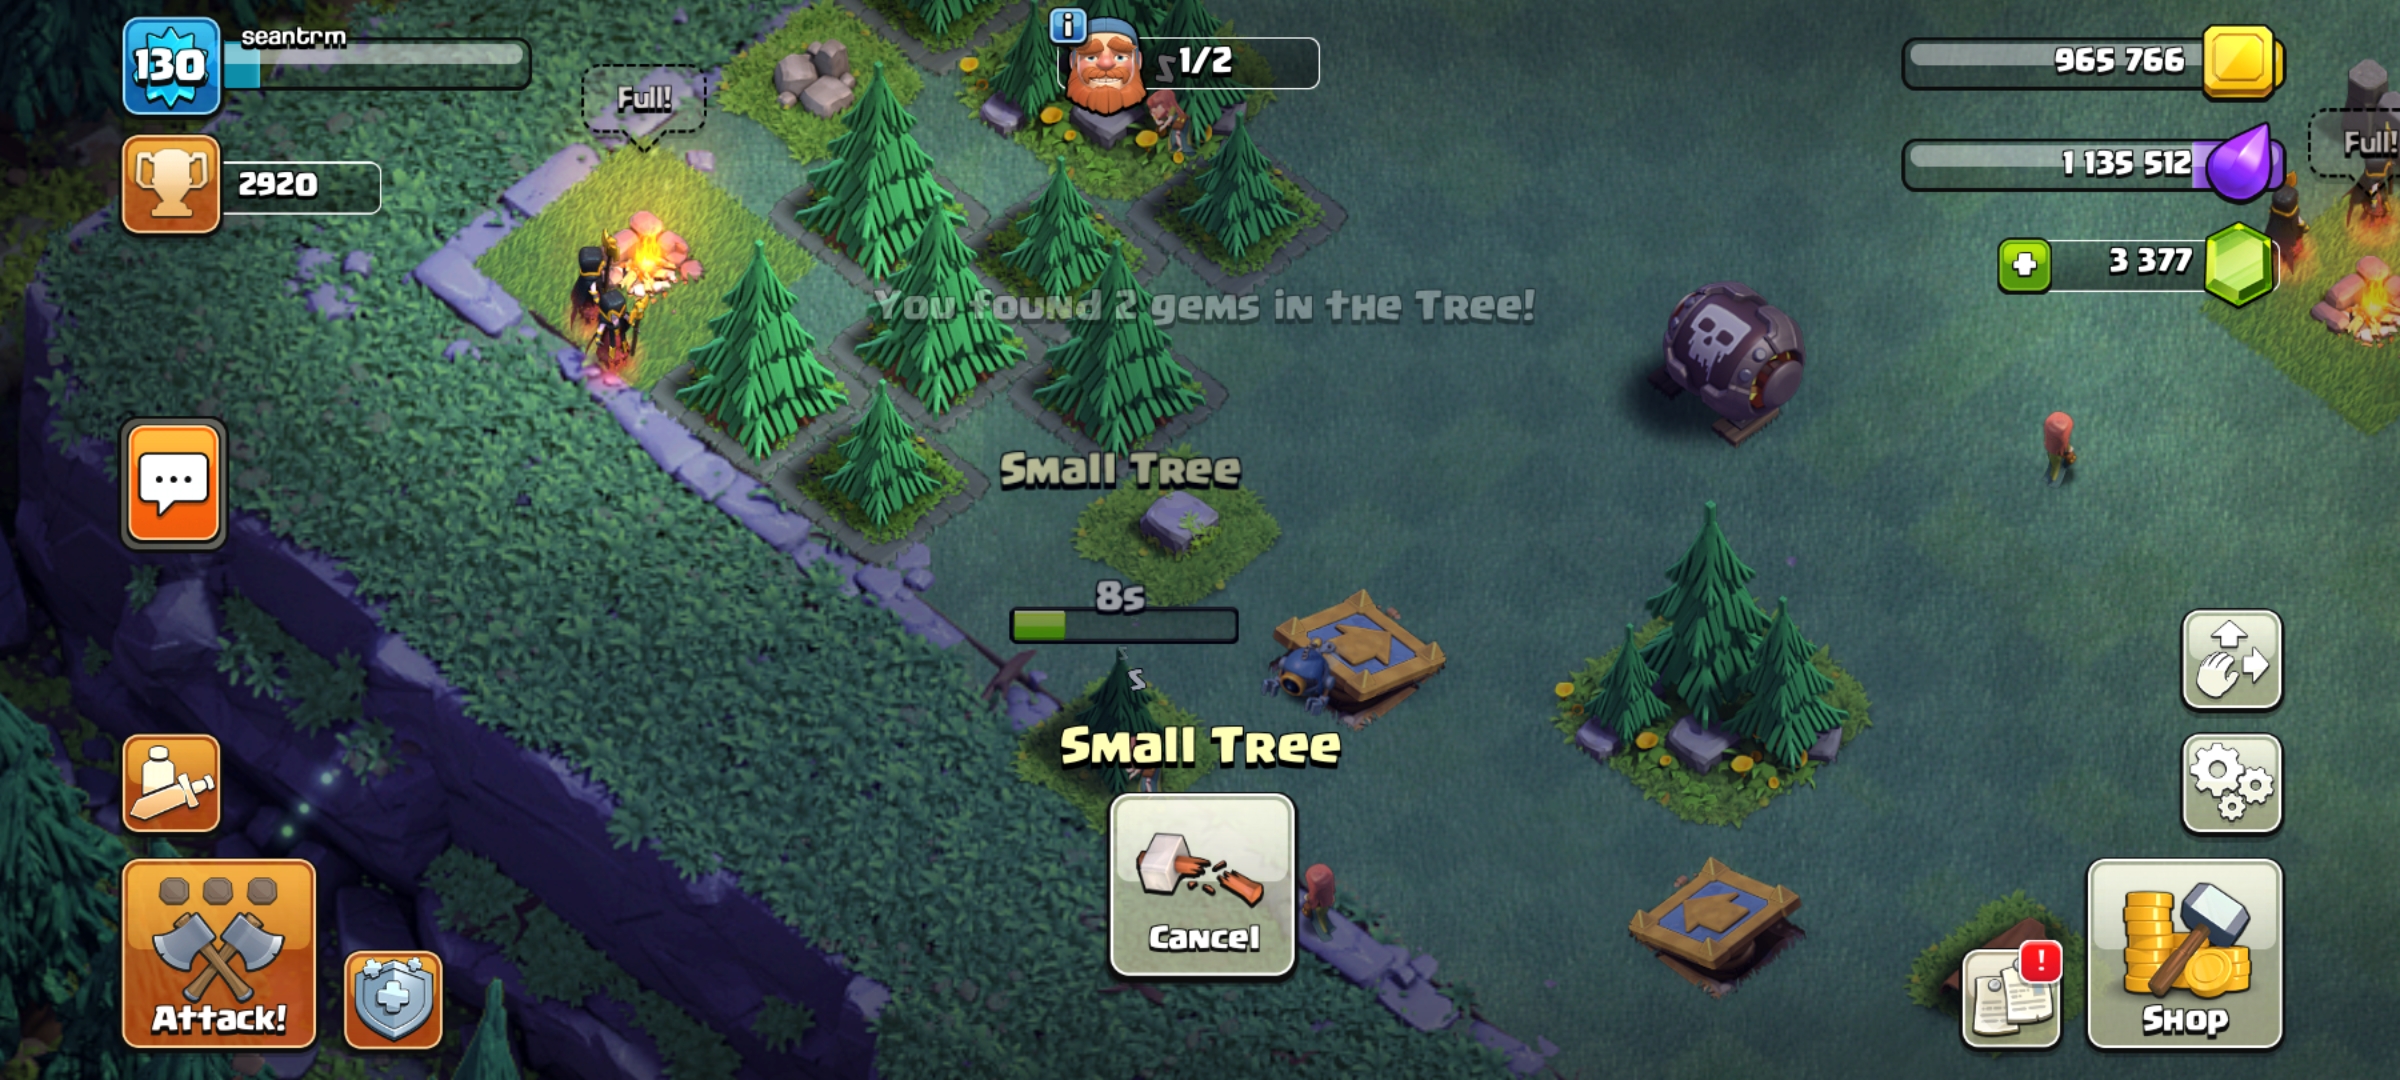 130
seantrm
2920
Full!
i
1/2
965 766
1 135 512
3 377
Full!
You found 2 gems in the Tree!
Small Tree
8s
Small Tree
Cancel
Attack!
!
Shop